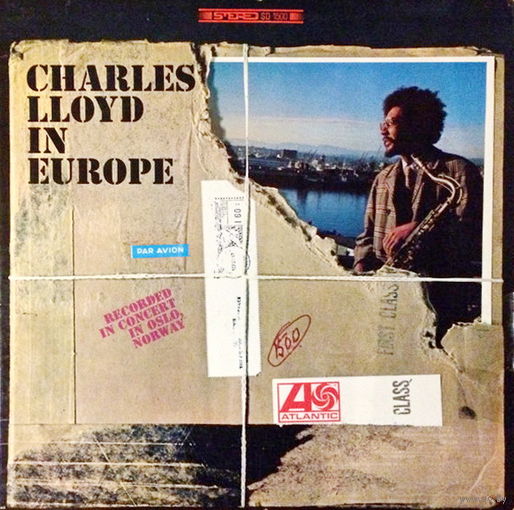 STEREO SD 1500
CHARLES
LLOYD
IN
EUROPE
PAR AVION
RECORDED
IN CONCERT
IN OSLO,
NORWAY
1500
FIRST CLASS
ATLANTIC
CLASS